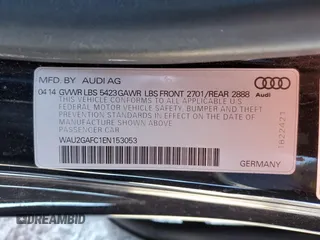 MFD. BY AUDI AG
Audi
04 14 GVWR LBS 5423 GAWR LBS FRONT 2701/REAR 2888
THIS VEHICLE CONFORMS TO ALL APPLICABLE
FEDERAL MOTOR VEHICLE SAFETY, BUMPER AND THEFT
PREVENTION STANDARDS IN EFFECT ON THE DATE OF
MANUFACTURE SHOWN ABOVE
PASSENGER CAR
WAU2GAFC1EN153053
GERMANY
1822421
©DREAMBID